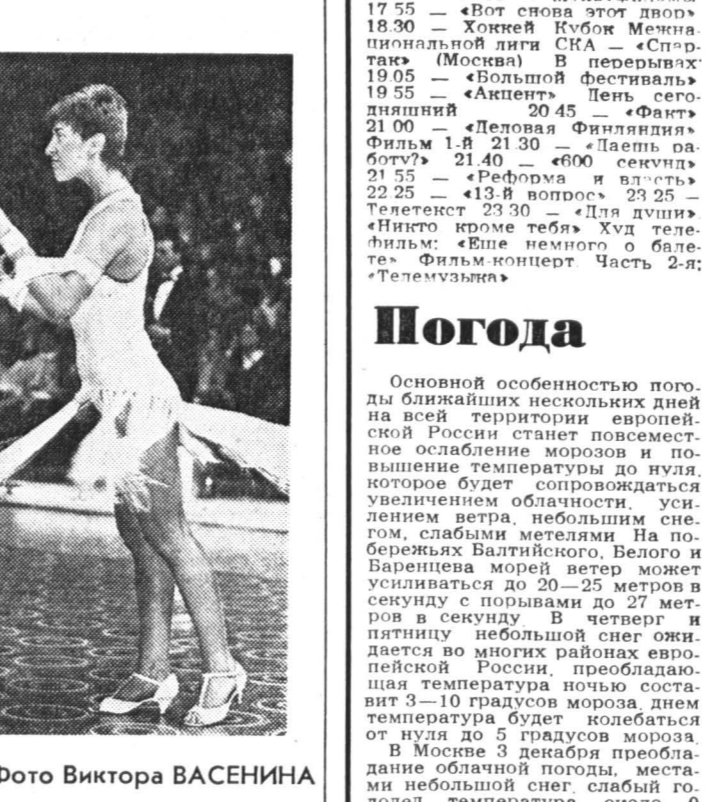 17 55 — «Вот снова этот двор»
18.30 — Хоккей Кубок Межна-
циональной лиги СКА — «Спар-
так» (Москва) В перерывах
19.05 — «Большой фестиваль»
19 55 — «Акцент» День сего-
дняшний 20 45 — «Факт»
21 00 — «Деловая Финляндия»
Фильм 1-й 21.30 — «Даешь ра-
боту?» 21.40 — «600 секунд»
21 55 — «Реформа и власть»
22 25 — «13-й вопрос» 23 25 —
Телетекст 23 30 — «Для души»
«Никто кроме тебя» Худ теле-
фильм: «Еще немного о бале-
те» Фильм-концерт Часть 2-я:
«Телемузыка»
Погода
Основной особенностью пого-
ды ближайших нескольких дней
на всей территории европей-
ской России станет повсемест-
ное ослабление морозов и по-
вышение температуры до нуля,
которое будет сопровождаться
увеличением облачности, уси-
лением ветра, небольшим сне-
гом, слабыми метелями На по-
бережьях Балтийского, Белого и
Баренцева морей ветер может
усиливаться до 20—25 метров в
секунду с порывами до 27 мет-
ров в секунду. В четверг и
пятницу небольшой снег ожи-
дается во многих районах евро-
пейской России, преобладаю-
щая температура ночью соста-
вит 3—10 градусов мороза, днем
температура будет колебаться
от нуля до 5 градусов мороза.
В Москве 3 декабря преобла-
дание облачной погоды, места-
ми небольшой снег, слабый го-
лолед температура около 0
Фото Виктора ВАСЕНИНА